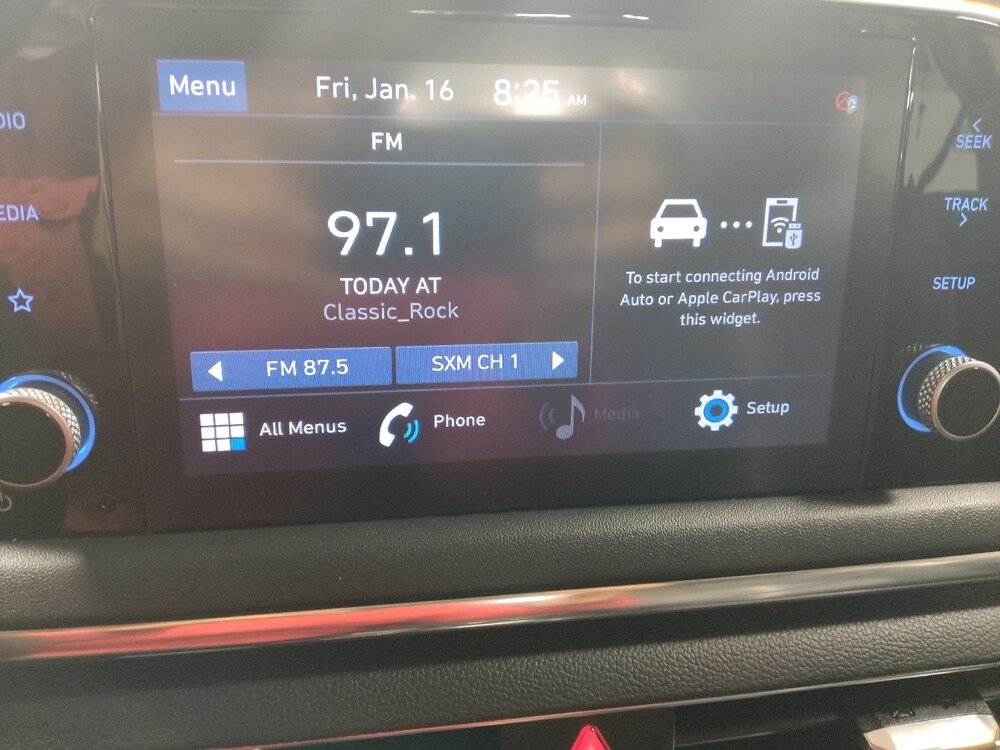 Menu
Fri, Jan. 16
8:25 AM
FM
97.1
TODAY AT
Classic_Rock
FM 87.5
SXM CH 1
To start connecting Android
Auto or Apple CarPlay, press
this widget.
All Menus
Phone
Media
Setup
DIO
EDIA
SEEK
TRACK
SETUP